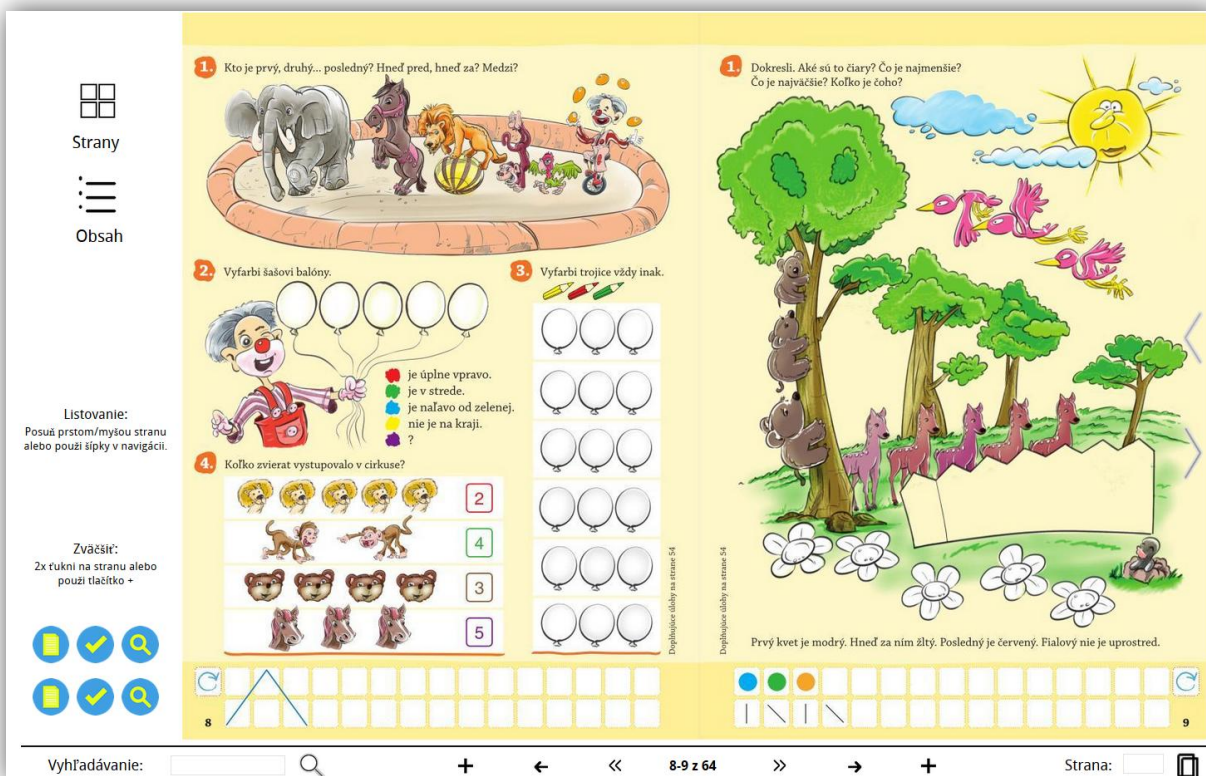 Strany
Obsah
Listovanie:
Posuň prstom/myšou stranu
alebo použi šípky v navigácii.
Zväčšiť:
2x ťukni na stranu alebo
použi tlačítko +
1. Kto je prvý, druhý... posledný? Hneď pred, hneď za? Medzi?
2. Vyfarbi šašovi balóny.
je úplne vpravo.
je v strede.
je naľavo od zelenej.
nie je na kraji.
?
3. Vyfarbi trojice vždy inak.
4. Koľko zvierat vystupovalo v cirkuse?
2
4
3
5
Doplňujúce úlohy na strane 54
8
1. Dokresli. Aké sú to čiary? Čo je najmenšie?
Čo je najväčšie? Koľko je čoho?
Doplňujúce úlohy na strane 54
Prvý kvet je modrý. Hneď za ním žltý. Posledný je červený. Fialový nie je uprostred.
9
Vyhľadávanie:
8-9 z 64
Strana: